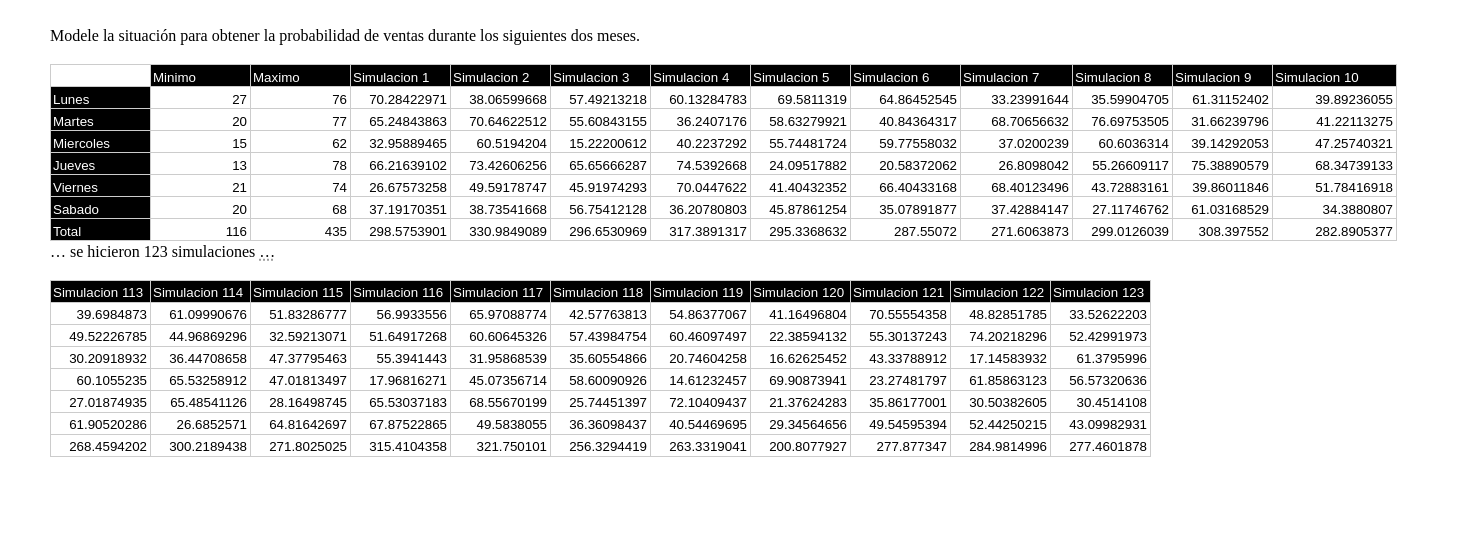 Modele la situación para obtener la probabilidad de ventas durante los siguientes dos meses.
Minimo Maximo Simulacion 1 Simulacion 2 Simulacion 3 Simulacion 4 Simulacion 5 Simulacion 6 Simulacion 7 Simulacion 8 Simulacion 9 Simulacion 10
Lunes 27 76 70.28422971 38.06599668 57.49213218 60.13284783 69.5811319 64.86452545 33.23991644 35.59904705 61.31152402 39.89236055
Martes 20 77 65.24843863 70.64622512 55.60843155 36.2407176 58.63279921 40.84364317 68.70656632 76.69753505 31.66239796 41.22113275
Miercoles 15 62 32.95889465 60.5194204 15.22200612 40.2237292 55.74481724 59.77558032 37.0200239 60.6036314 39.14292053 47.25740321
Jueves 13 78 66.21639102 73.42606256 65.65666287 74.5392668 24.09517882 20.58372062 26.8098042 55.26609117 75.38890579 68.34739133
Viernes 21 74 26.67573258 49.59178747 45.91974293 70.0447622 41.40432352 66.40433168 68.40123496 43.72883161 39.86011846 51.78416918
Sabado 20 68 37.19170351 38.73541668 56.75412128 36.20780803 45.87861254 35.07891877 37.42884147 27.11746762 61.03168529 34.3880807
Total 116 435 298.5753901 330.9849089 296.6530969 317.3891317 295.3368632 287.55072 271.6063873 299.0126039 308.397552 282.8905377
… se hicieron 123 simulaciones …
Simulacion 113 Simulacion 114 Simulacion 115 Simulacion 116 Simulacion 117 Simulacion 118 Simulacion 119 Simulacion 120 Simulacion 121 Simulacion 122 Simulacion 123
39.6984873 61.09990676 51.83286777 56.9933556 65.97088774 42.57763813 54.86377067 41.16496804 70.55554358 48.82851785 33.52622203
49.52226785 44.96869296 32.59213071 51.64917268 60.60645326 57.43984754 60.46097497 22.38594132 55.30137243 74.20218296 52.42991973
30.20918932 36.44708658 47.37795463 55.3941443 31.95868539 35.60554866 20.74604258 16.62625452 43.33788912 17.14583932 61.3795996
60.1055235 65.53258912 47.01813497 17.96816271 45.07356714 58.60090926 14.61232457 69.90873941 23.27481797 61.85863123 56.57320636
27.01874935 65.48541126 28.16498745 65.53037183 68.55670199 25.74451397 72.10409437 21.37624283 35.86177001 30.50382605 30.4514108
61.90520286 26.6852571 64.81642697 67.87522865 49.5838055 36.36098437 40.54469695 29.34564656 49.54595394 52.44250215 43.09982931
268.4594202 300.2189438 271.8025025 315.4104358 321.750101 256.3294419 263.3319041 200.8077927 277.877347 284.9814996 277.4601878